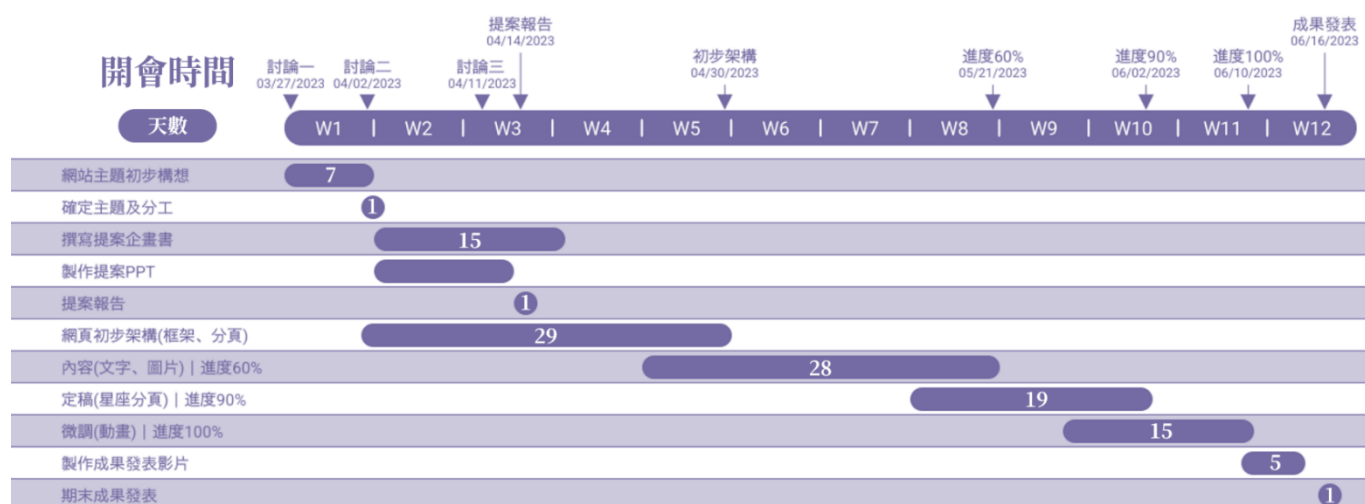 開會時間
討論一
03/27/2023
討論二
04/02/2023
討論三
04/11/2023
提案報告
04/14/2023
初步架構
04/30/2023
進度60%
05/21/2023
進度90%
06/02/2023
進度100%
06/10/2023
成果發表
06/16/2023
天數
W1 | W2 | W3 | W4 | W5 | W6 | W7 | W8 | W9 | W10 | W11 | W12
網站主題初步構想 7
確定主題及分工 1
撰寫提案企畫書 15
製作提案PPT
提案報告 1
網頁初步架構(框架、分頁) 29
內容(文字、圖片)｜進度60% 28
定稿(星座分頁)｜進度90% 19
微調(動畫)｜進度100% 15
製作成果發表影片 5
期末成果發表 1